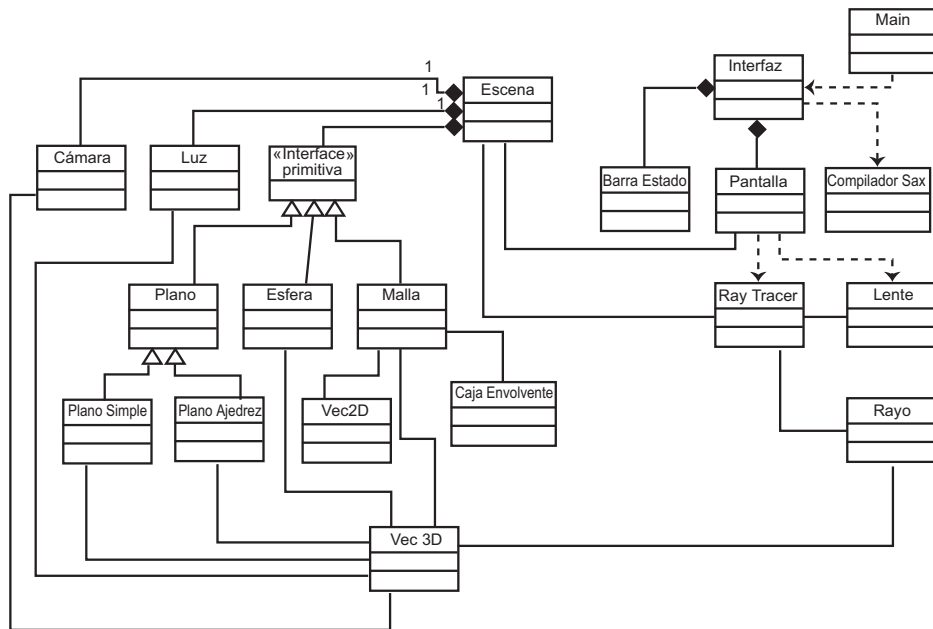 Main
Interfaz
1
Escena
1
1
Cámara
Luz
«Interface»
primitiva
Barra Estado
Pantalla
Compilador Sax
Plano
Esfera
Malla
Ray Tracer
Lente
Plano Simple
Plano Ajedrez
Vec2D
Caja Envolvente
Rayo
Vec 3D